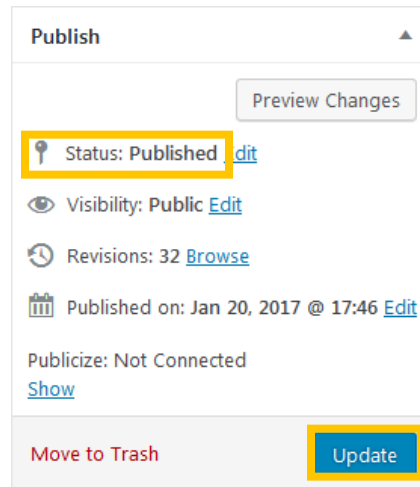 Publish
Preview Changes
Status: Published Edit
Visibility: Public Edit
Revisions: 32 Browse
Published on: Jan 20, 2017 @ 17:46 Edit
Publicize: Not Connected
Show
Move to Trash
Update